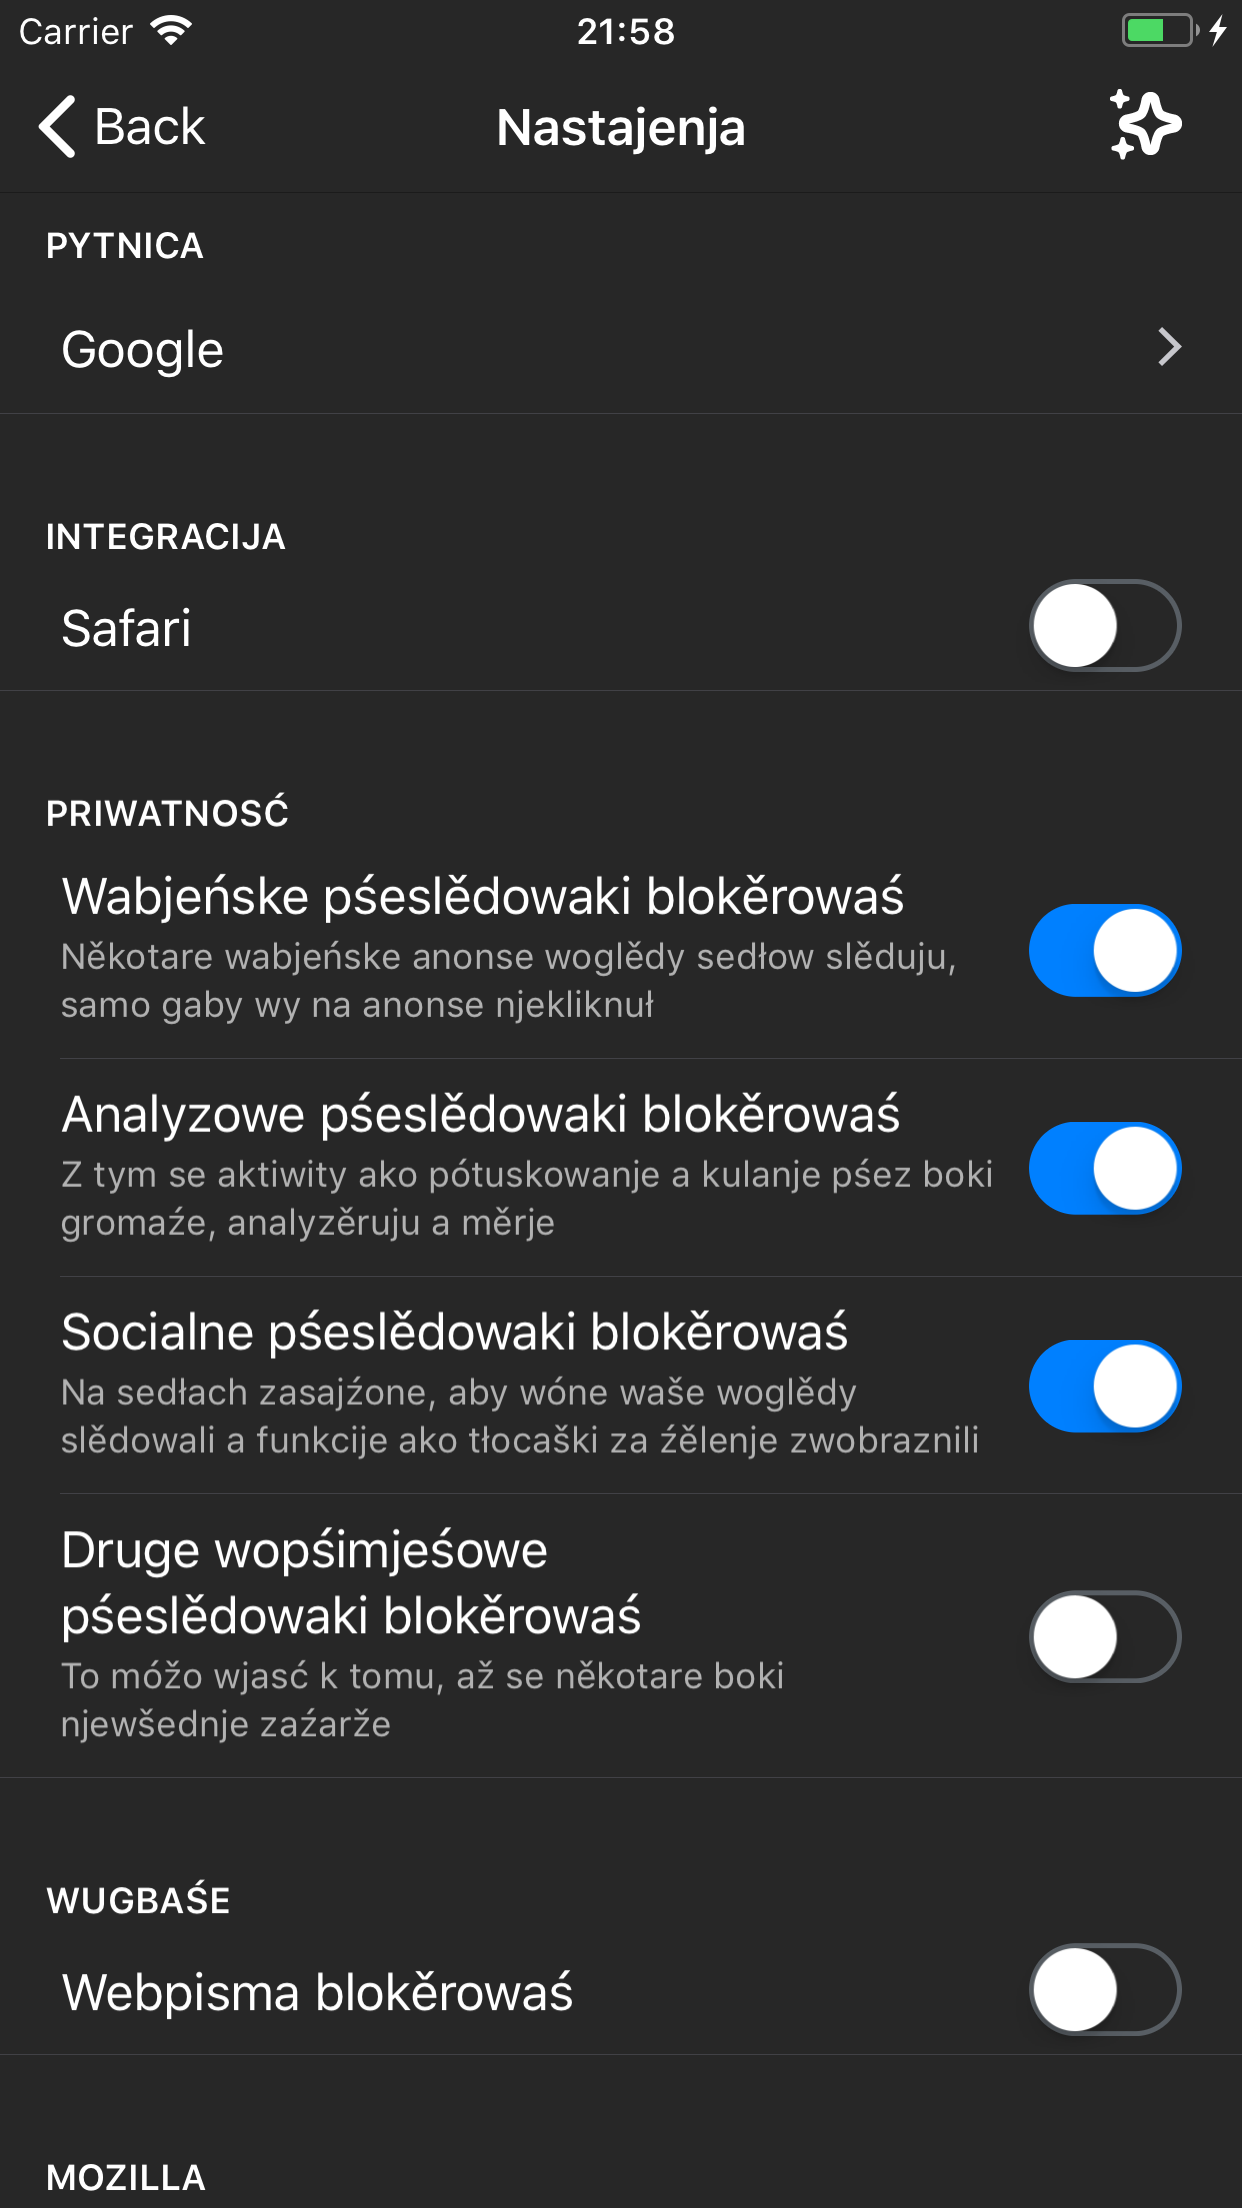 Carrier 21:58
Back Nastajenja
PYTNICA
Google
INTEGRACIJA
Safari
PRIWATNOSĆ
Wabjeńske pśeslědowaki blokěrowaś
Někotare wabjeńske anonse woglědy sedłow slěduju,
samo gaby wy na anonse njekliknuł
Analyzowe pśeslědowaki blokěrowaś
Z tym se aktiwity ako pótuskowanje a kulanje pśez boki
gromaźe, analyzěruju a měrje
Socialne pśeslědowaki blokěrowaś
Na sedłach zasajźone, aby wóne waše woglědy
slědowali a funkcije ako tłocaški za źělenje zwobraznili
Druge wopśimjeśowe
pśeslědowaki blokěrowaś
To móžo wjasć k tomu, až se někotare boki
njewšednje zaźarže
WUGBAŚE
Webpisma blokěrowaś
MOZILLA